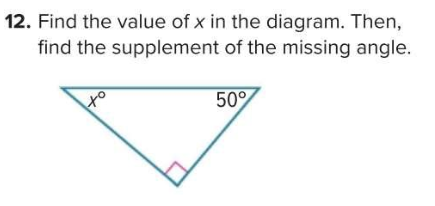 12. Find the value of x in the diagram. Then,
find the supplement of the missing angle.
x° 50°